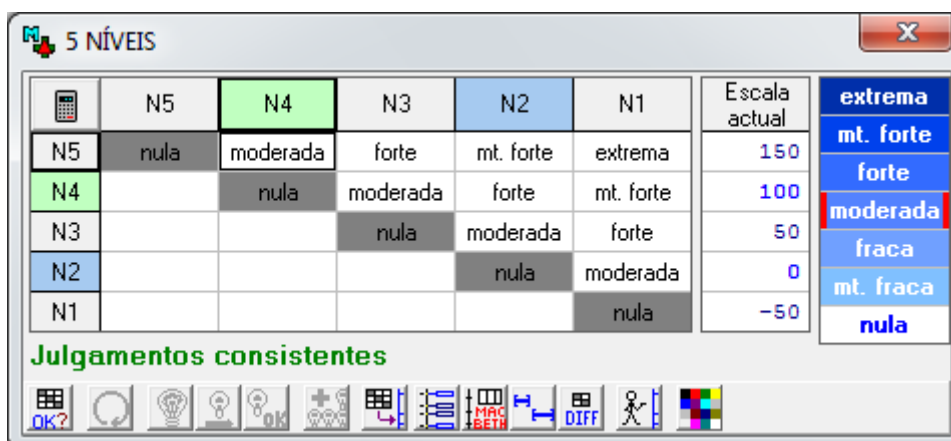 5 NÍVEIS
N5 N4 N3 N2 N1 Escala actual
N5 nula moderada forte mt. forte extrema 150
N4 nula moderada forte mt. forte 100
N3 nula moderada forte 50
N2 nula moderada 0
N1 nula -50
extrema
mt. forte
forte
moderada
fraca
mt. fraca
nula
Julgamentos consistentes
OK? OK MAC BETH DIFF